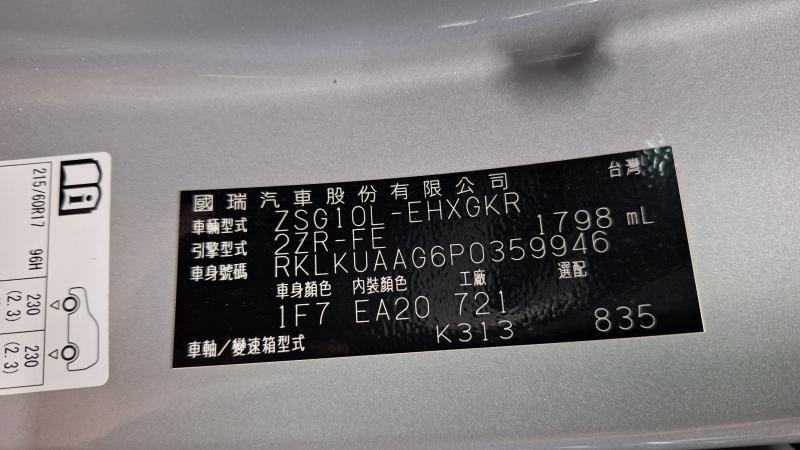 國瑞汽車股份有限公司 台灣
車輛型式 ZSG10L-EHXGKR
引擎型式 2ZR-FE 1798 mL
車身號碼 RKLKUAAG6P0359946
車身顏色 內裝顏色 工廠 選配
1F7 EA20 721
車軸/變速箱型式 K313 835
215/60R17 96H
230
(2.3)
230
(2.3)